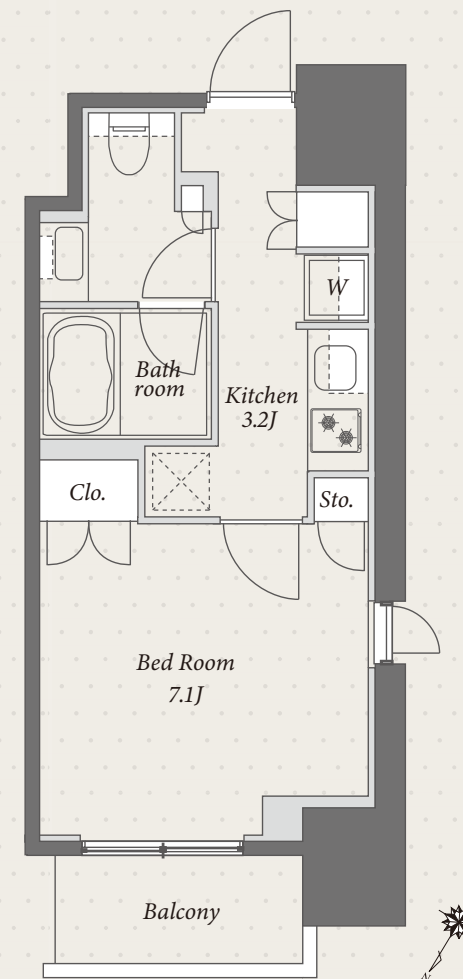 W
Bath
room
Kitchen
3.2J
Clo.
Sto.
Bed Room
7.1J
Balcony
N